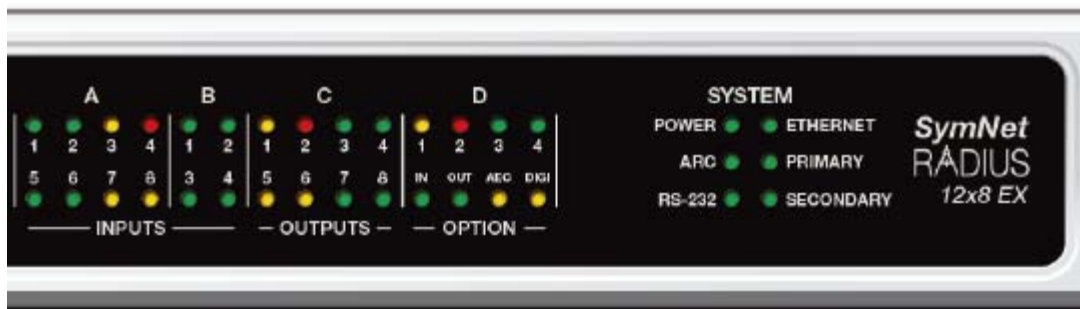 A B C D SYSTEM
POWER ETHERNET
1 2 3 4 1 2 1 2 3 4 1 2 3 4
ARC PRIMARY
5 6 7 8 3 4 5 6 7 8 IN OUT AEC DIGI
RS-232 SECONDARY
INPUTS OUTPUTS OPTION
SymNet
RADIUS
12x8 EX